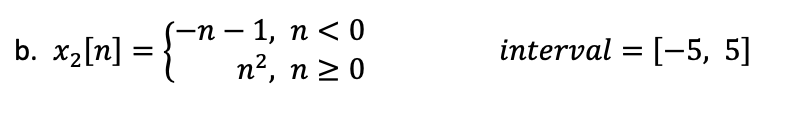 b. x₂[n] = {−n − 1, n < 0
n², n ≥ 0
interval = [−5, 5]